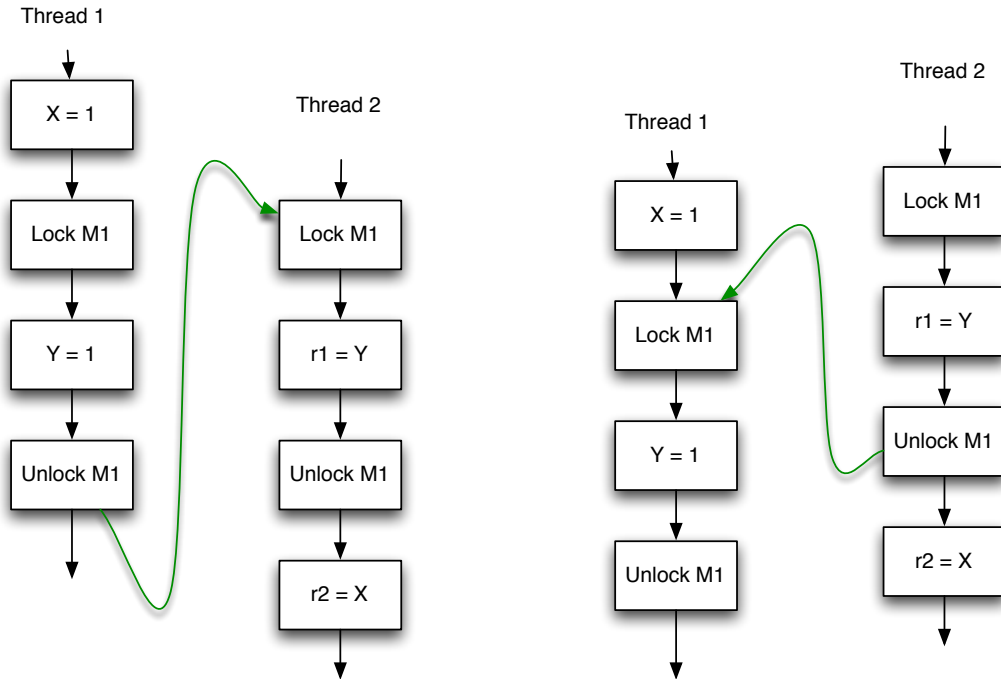 Thread 1
X = 1
Lock M1
Y = 1
Unlock M1
Thread 2
Lock M1
r1 = Y
Unlock M1
r2 = X
Thread 1
X = 1
Lock M1
Y = 1
Unlock M1
Thread 2
Lock M1
r1 = Y
Unlock M1
r2 = X